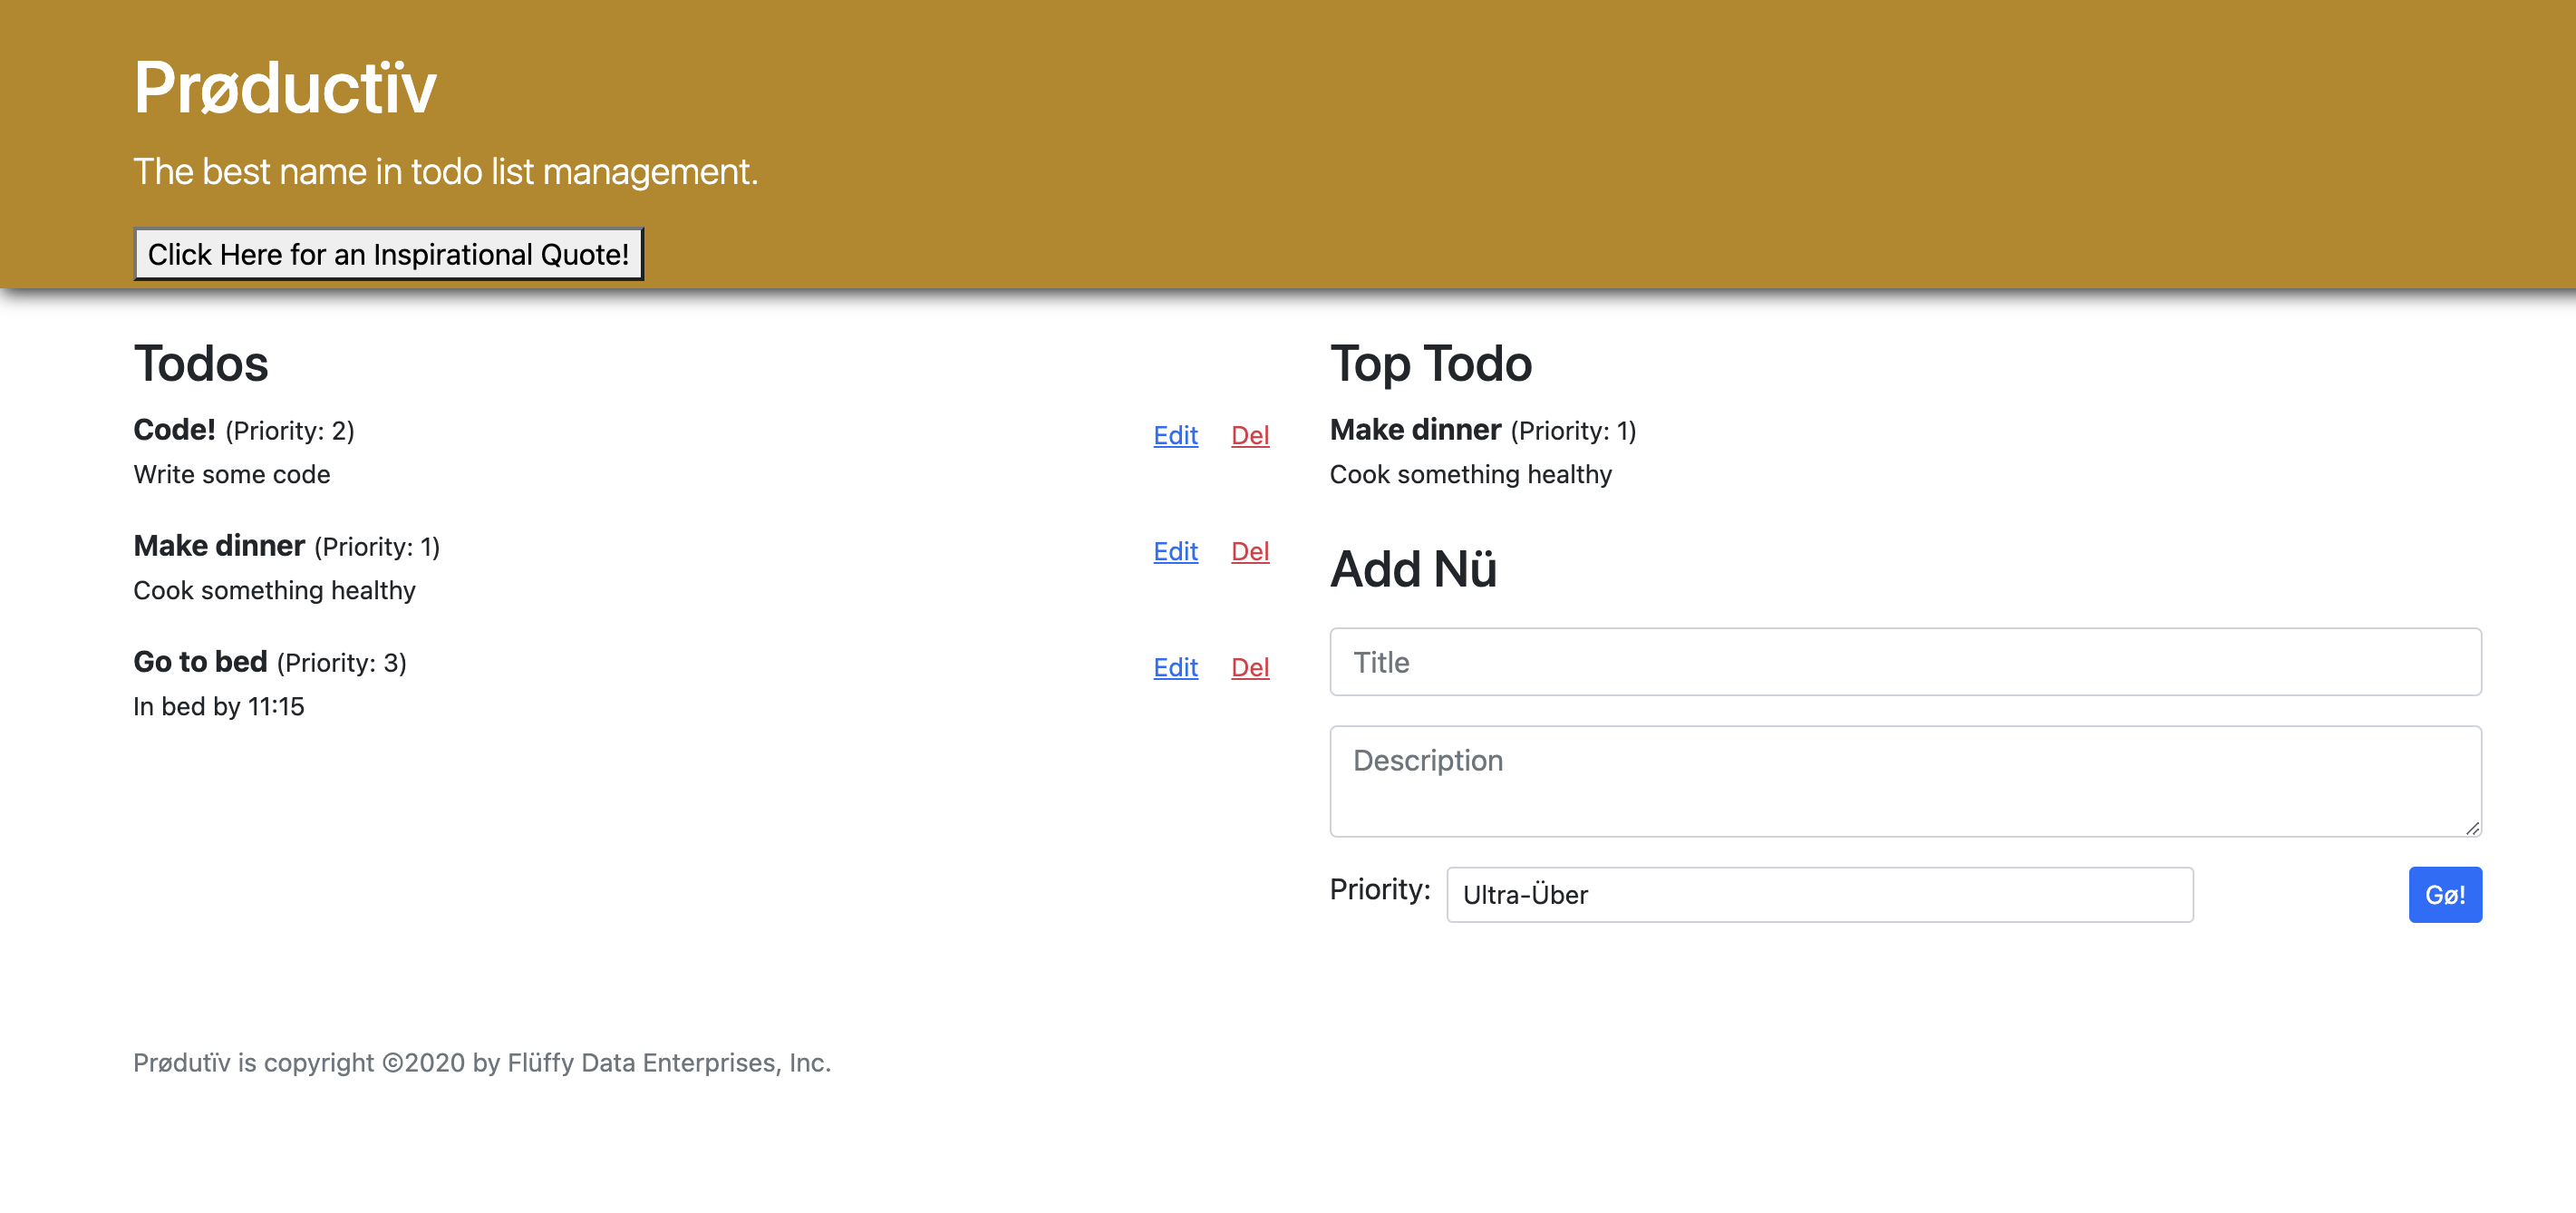 Prøductïv
The best name in todo list management.
Click Here for an Inspirational Quote!
Todos
Code! (Priority: 2)
Edit Del
Write some code
Make dinner (Priority: 1)
Edit Del
Cook something healthy
Go to bed (Priority: 3)
Edit Del
In bed by 11:15
Top Todo
Make dinner (Priority: 1)
Cook something healthy
Add Nü
Title
Description
Priority: Ultra-Über
Gø!
Prødutïv is copyright ©2020 by Flüffy Data Enterprises, Inc.